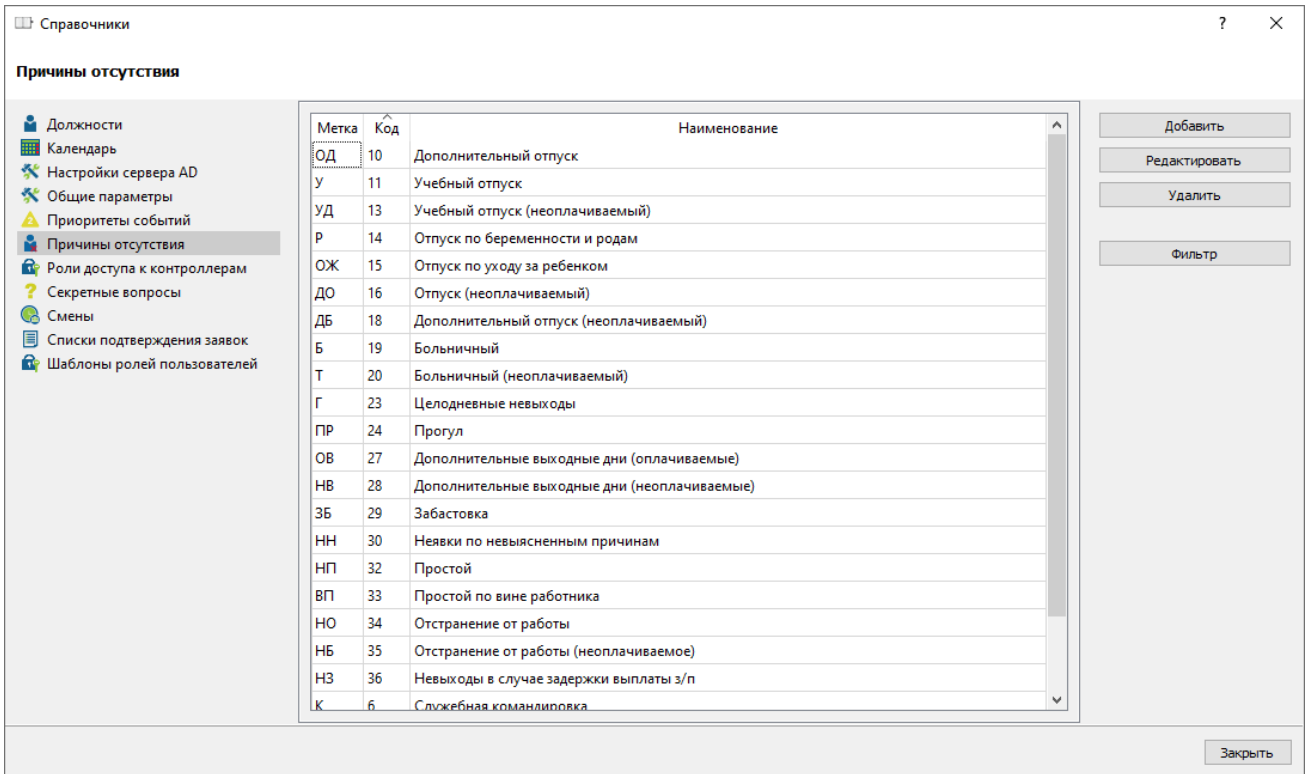 Справочники
?
Причины отсутствия
Должности
Календарь
Настройки сервера AD
Общие параметры
Приоритеты событий
Причины отсутствия
Роли доступа к контроллерам
Секретные вопросы
Смены
Списки подтверждения заявок
Шаблоны ролей пользователей
Метка Код Наименование
ОД 10 Дополнительный отпуск
У 11 Учебный отпуск
УД 13 Учебный отпуск (неоплачиваемый)
Р 14 Отпуск по беременности и родам
ОЖ 15 Отпуск по уходу за ребенком
ДО 16 Отпуск (неоплачиваемый)
ДБ 18 Дополнительный отпуск (неоплачиваемый)
Б 19 Больничный
Т 20 Больничный (неоплачиваемый)
Г 23 Целодневные невыходы
ПР 24 Прогул
ОВ 27 Дополнительные выходные дни (оплачиваемые)
НВ 28 Дополнительные выходные дни (неоплачиваемые)
ЗБ 29 Забастовка
НН 30 Неявки по невыясненным причинам
НП 32 Простой
ВП 33 Простой по вине работника
НО 34 Отстранение от работы
НБ 35 Отстранение от работы (неоплачиваемое)
НЗ 36 Невыходы в случае задержки выплаты з/п
К 6 Служебная командировка
Добавить
Редактировать
Удалить
Фильтр
Закрыть